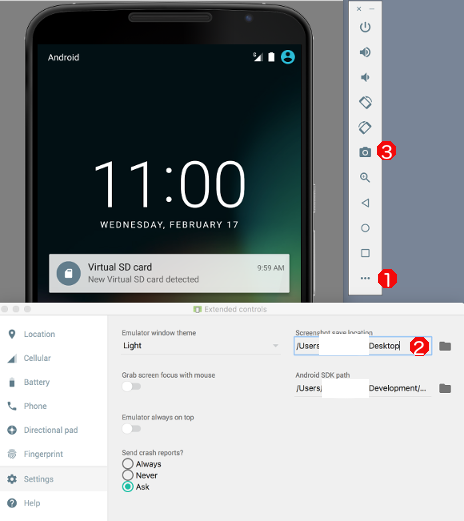 Android
11:00
WEDNESDAY, FEBRUARY 17
Virtual SD card 9:59 AM
New Virtual SD card detected
3
1
Extended controls
Location
Cellular
Battery
Phone
Directional pad
Fingerprint
Settings
Help
Emulator window theme
Light
Grab screen focus with mouse
Emulator always on top
Send crash reports?
Always
Never
Ask
Screenshot save location
/Users Desktop 2
Android SDK path
/Users, Development/...